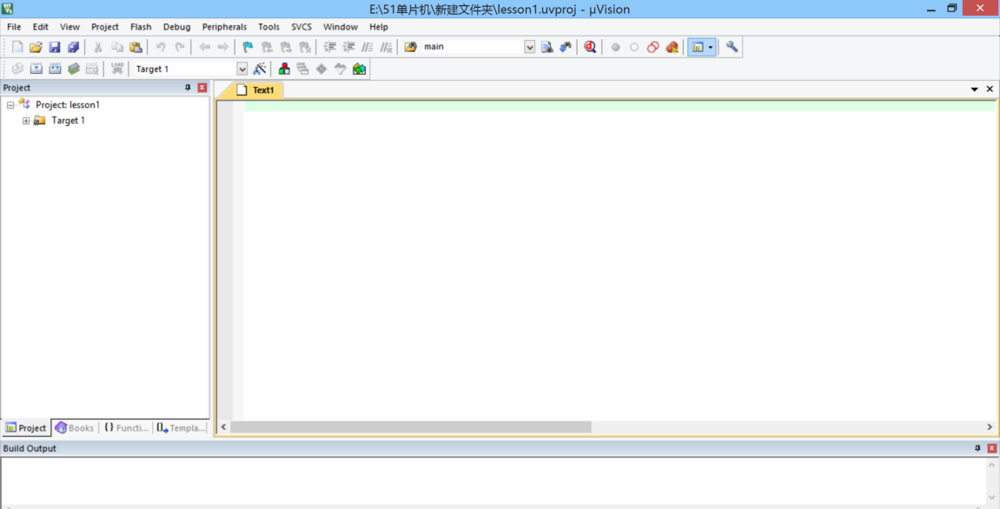 E:\51单片机\新建文件夹\lesson1.uvproj - µVision
File Edit View Project Flash Debug Peripherals Tools SVCS Window Help
main
LOAD Target 1
Project
Text1
Project: lesson1
Target 1
Project Books {} Functi... Templa...
Build Output